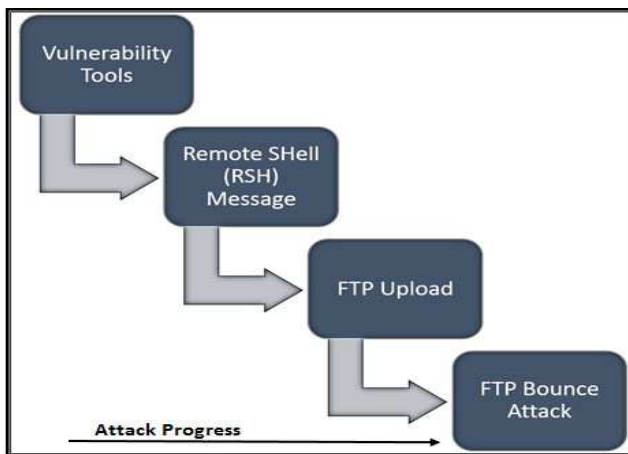 Vulnerability
Tools
Remote SHell
(RSH)
Message
FTP Upload
FTP Bounce
Attack
Attack Progress